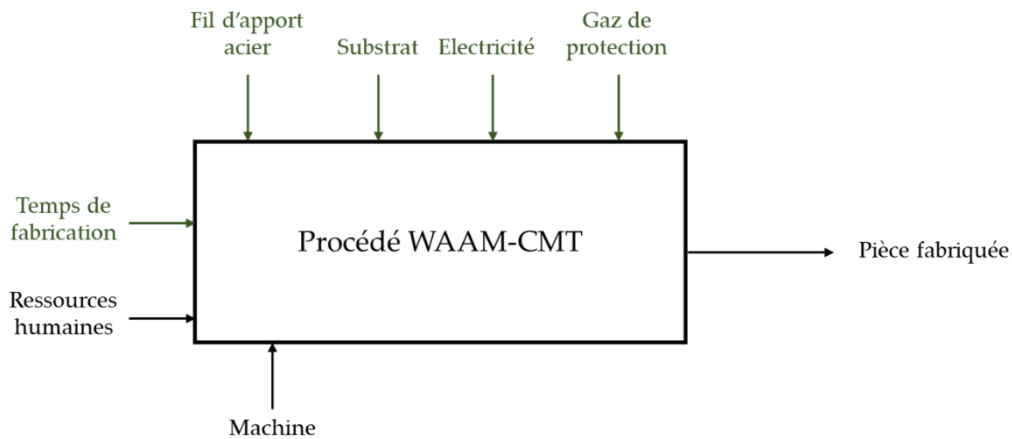 Fil d’apport
acier
Substrat
Electricité
Gaz de
protection
Temps de
fabrication
Procédé WAAM-CMT
Pièce fabriquée
Ressources
humaines
Machine